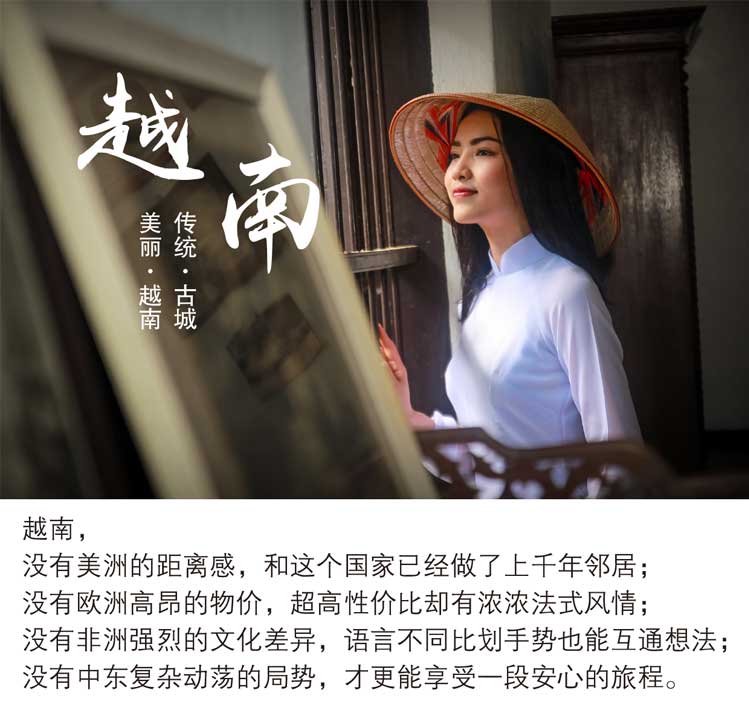 越南
传统·古城
美丽·越南
越南，
没有美洲的距离感，和这个国家已经做了上千年邻居；
没有欧洲高昂的物价，超高性价比却有浓浓法式风情；
没有非洲强烈的文化差异，语言不同比划手势也能互通想法；
没有中东复杂动荡的局势，才更能享受一段安心的旅程。